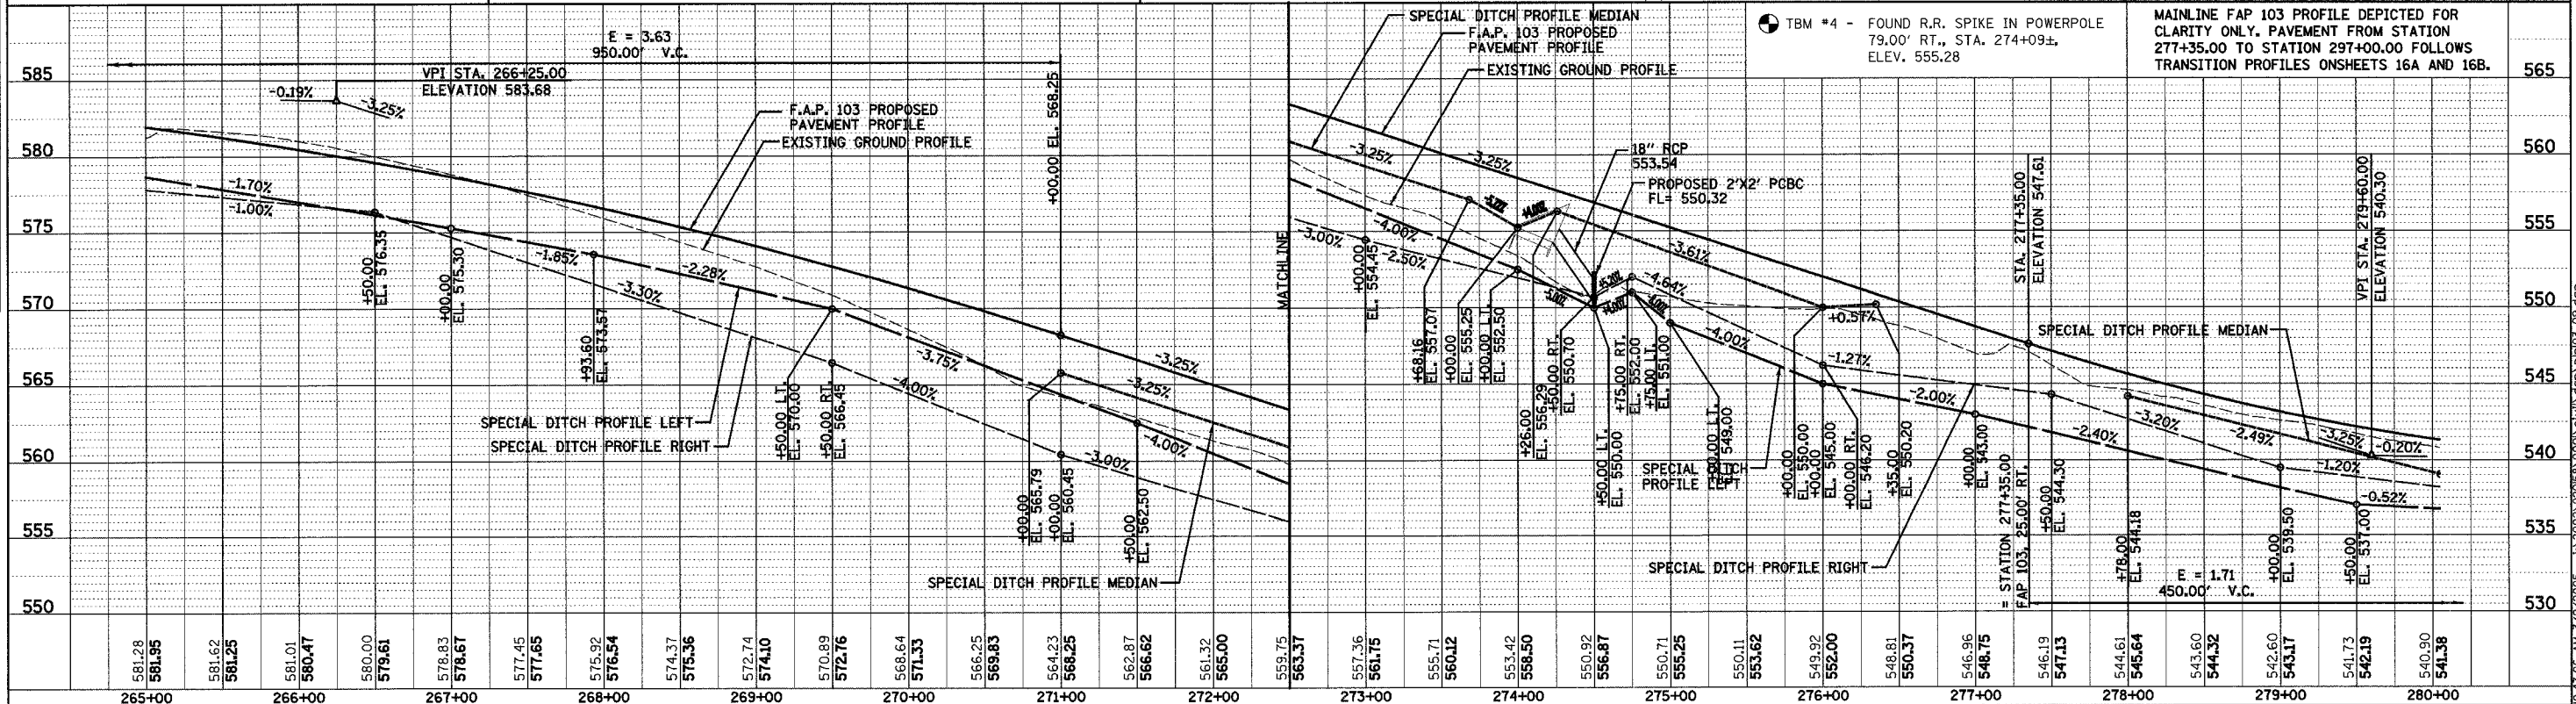 E = 3.63
950.00' V.C.
VPI STA. 266+25.00
ELEVATION 583.68
-0.19%
-3.25%
F.A.P. 103 PROPOSED
PAVEMENT PROFILE
EXISTING GROUND PROFILE
+00.00 EL. 568.25
585
580
575
570
565
560
555
550
-1.70%
-1.00%
+50.00
EL. 576.35
+00.00
EL. 575.30
-1.85%
+93.60
EL. 573.57
-2.28%
-3.30%
SPECIAL DITCH PROFILE LEFT
SPECIAL DITCH PROFILE RIGHT
+50.00 LT.
EL. 570.00
+50.00 RT.
EL. 566.45
-3.75%
-4.00%
-3.25%
-3.25%
-4.00%
-3.00%
+00.00
EL. 565.79
+00.00
EL. 560.45
+50.00
EL. 562.50
SPECIAL DITCH PROFILE MEDIAN
MATCHLINE
SPECIAL DITCH PROFILE MEDIAN
F.A.P. 103 PROPOSED
PAVEMENT PROFILE
EXISTING GROUND PROFILE
TBM #4 - FOUND R.R. SPIKE IN POWERPOLE
79.00' RT., STA. 274+09±,
ELEV. 555.28
MAINLINE FAP 103 PROFILE DEPICTED FOR
CLARITY ONLY. PAVEMENT FROM STATION
277+35.00 TO STATION 297+00.00 FOLLOWS
TRANSITION PROFILES ONSHEETS 16A AND 16B.
565
560
555
550
545
540
535
530
-3.25%
-3.25%
18" RCP
553.54
PROPOSED 2'X2' PCBC
FL= 550.32
-4.00%
-3.00%
-2.50%
+00.00
EL. 554.45
+68.16
EL. 557.07
+00.00
EL. 555.25
+00.00 LT.
EL. 552.50
+26.00
EL. 556.29
+50.00 RT.
EL. 550.70
+50.00 LT.
EL. 550.00
+75.00 RT.
EL. 552.00
+75.00 LT.
EL. 551.00
+00.00 LT.
EL. 549.00
-5.00%
-3.61%
-4.64%
-4.00%
SPECIAL DITCH
PROFILE LEFT
+0.57%
+00.00
EL. 550.00
+00.00
EL. 545.00
+00.00 RT.
EL. 546.20
+35.00
EL. 550.20
-1.27%
-2.00%
+00.00
EL. 543.00
SPECIAL DITCH PROFILE RIGHT
STA. 277+35.00
ELEVATION 547.61
= STATION 277+35.00
FAP 103, 25.00' RT.
+50.00
EL. 544.30
SPECIAL DITCH PROFILE MEDIAN
-2.40%
-3.20%
-2.49%
+78.00
EL. 544.18
+00.00
EL. 539.50
+50.00
EL. 537.00
VPI STA. 279+60.00
ELEVATION 540.30
-3.25%
-0.20%
-1.20%
-0.52%
E = 1.71
450.00' V.C.
581.28 581.95
581.62 581.25
581.01 580.47
580.00 579.61
578.83 578.67
577.45 577.65
575.92 576.54
574.37 575.36
572.74 574.10
570.89 572.76
568.64 571.33
566.25 569.83
564.23 568.25
562.87 566.62
561.32 565.00
559.75 563.37
557.36 561.75
555.71 560.12
553.42 558.50
550.92 556.87
550.71 555.25
550.11 553.62
549.92 552.00
548.81 550.37
546.96 548.75
546.19 547.13
544.61 545.64
543.60 544.32
542.60 543.17
541.73 542.19
540.90 541.38
265+00 266+00 267+00 268+00 269+00 270+00 271+00 272+00 273+00 274+00 275+00 276+00 277+00 278+00 279+00 280+00